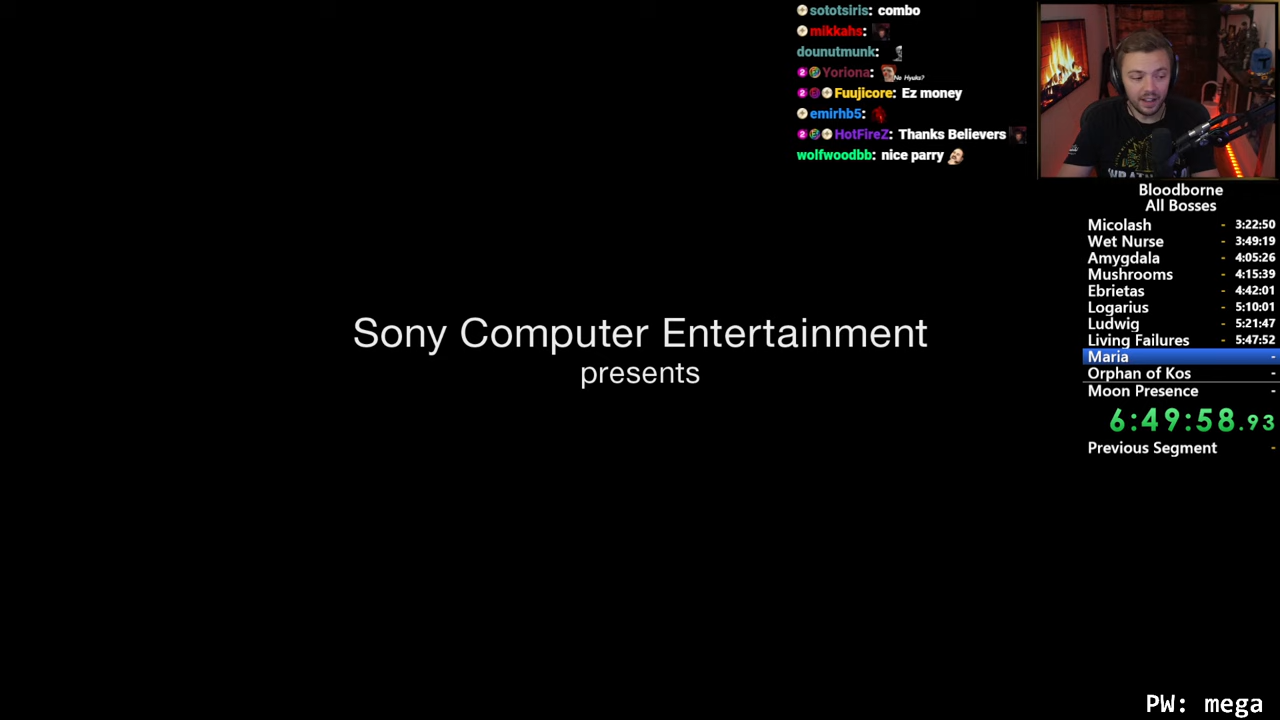 sototsiris: combo
mikkahs:
dounutmunk:
Yoriona: No Hyuka?
Fuujicore: Ez money
emirhb5:
HotFireZ: Thanks Believers
wolfwoodbb: nice parry
Sony Computer Entertainment
presents
Bloodborne
All Bosses
Micolash - 3:22:50
Wet Nurse - 3:49:19
Amygdala - 4:05:26
Mushrooms - 4:15:39
Ebrietas - 4:42:01
Logarius - 5:10:01
Ludwig - 5:21:47
Living Failures - 5:47:52
Maria -
Orphan of Kos -
Moon Presence -
6:49:58.93
Previous Segment -
PW: mega